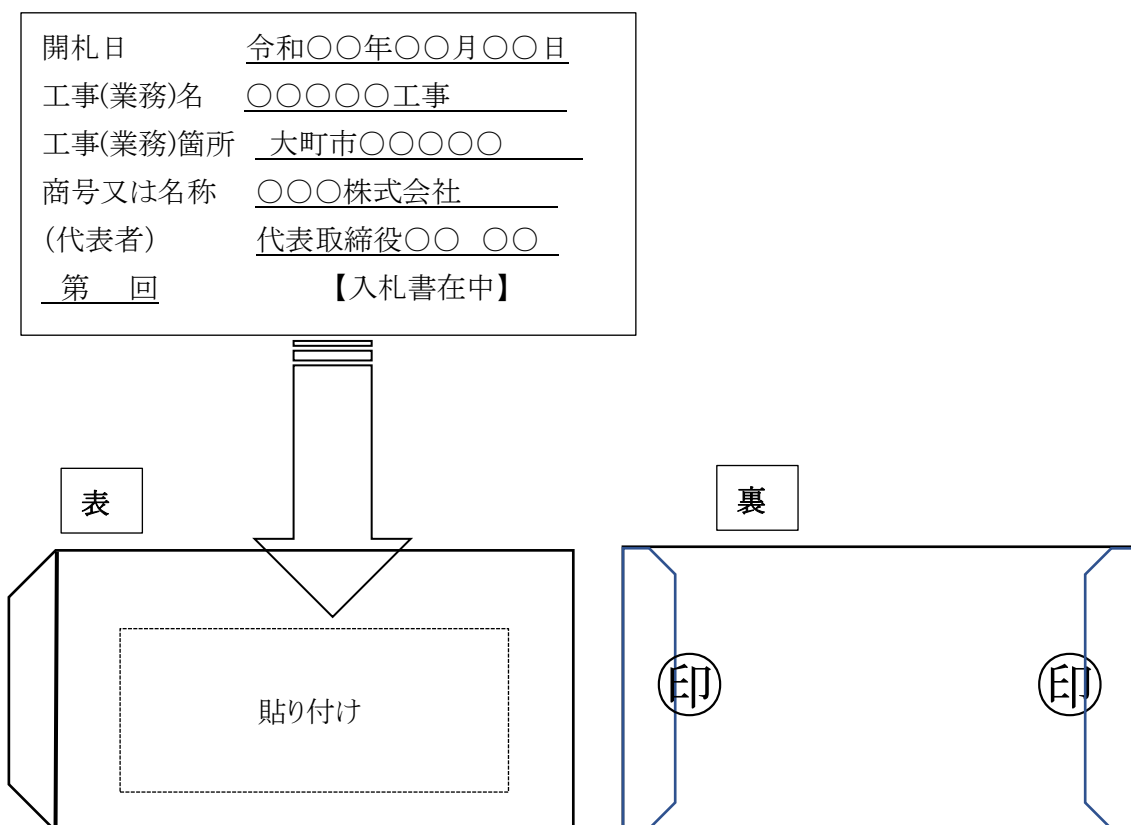 開札日 令和○○年○○月○○日
工事(業務)名 ○○○○○工事
工事(業務)箇所 大町市○○○○○
商号又は名称 ○○○株式会社
(代表者) 代表取締役○○ ○○
第 回 【入札書在中】
表
裏
貼り付け
印 印